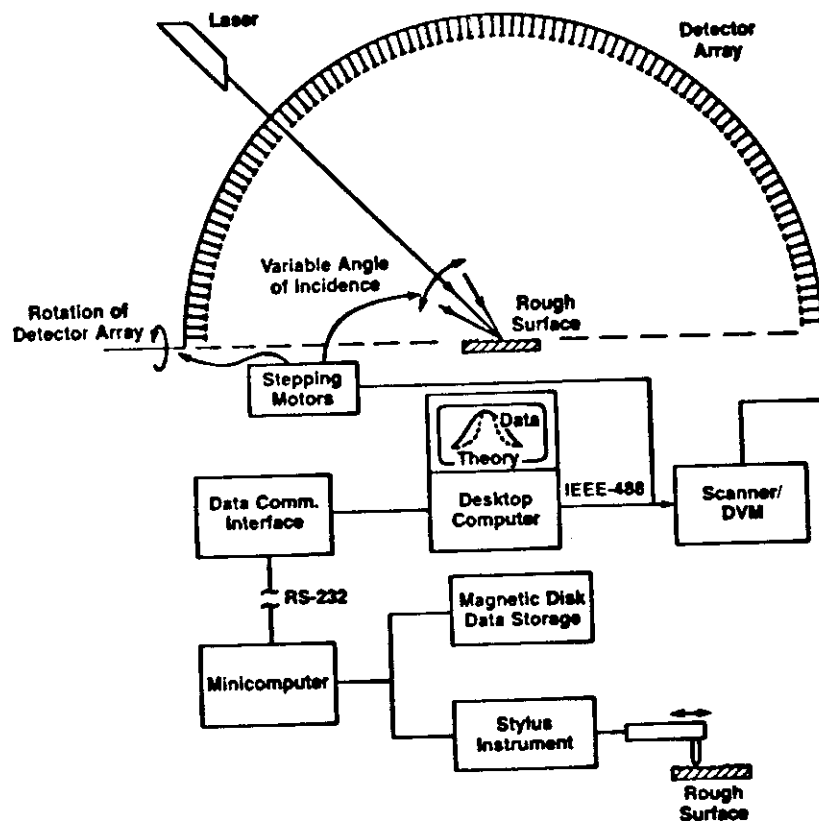 Laser
Detector
Array
Variable Angle
of Incidence
Rough
Surface
Rotation of
Detector Array
Stepping
Motors
Data
Theory
Desktop
Computer
IEEE-488
Scanner/
DVM
Data Comm.
Interface
RS-232
Magnetic Disk
Data Storage
Minicomputer
Stylus
Instrument
Rough
Surface